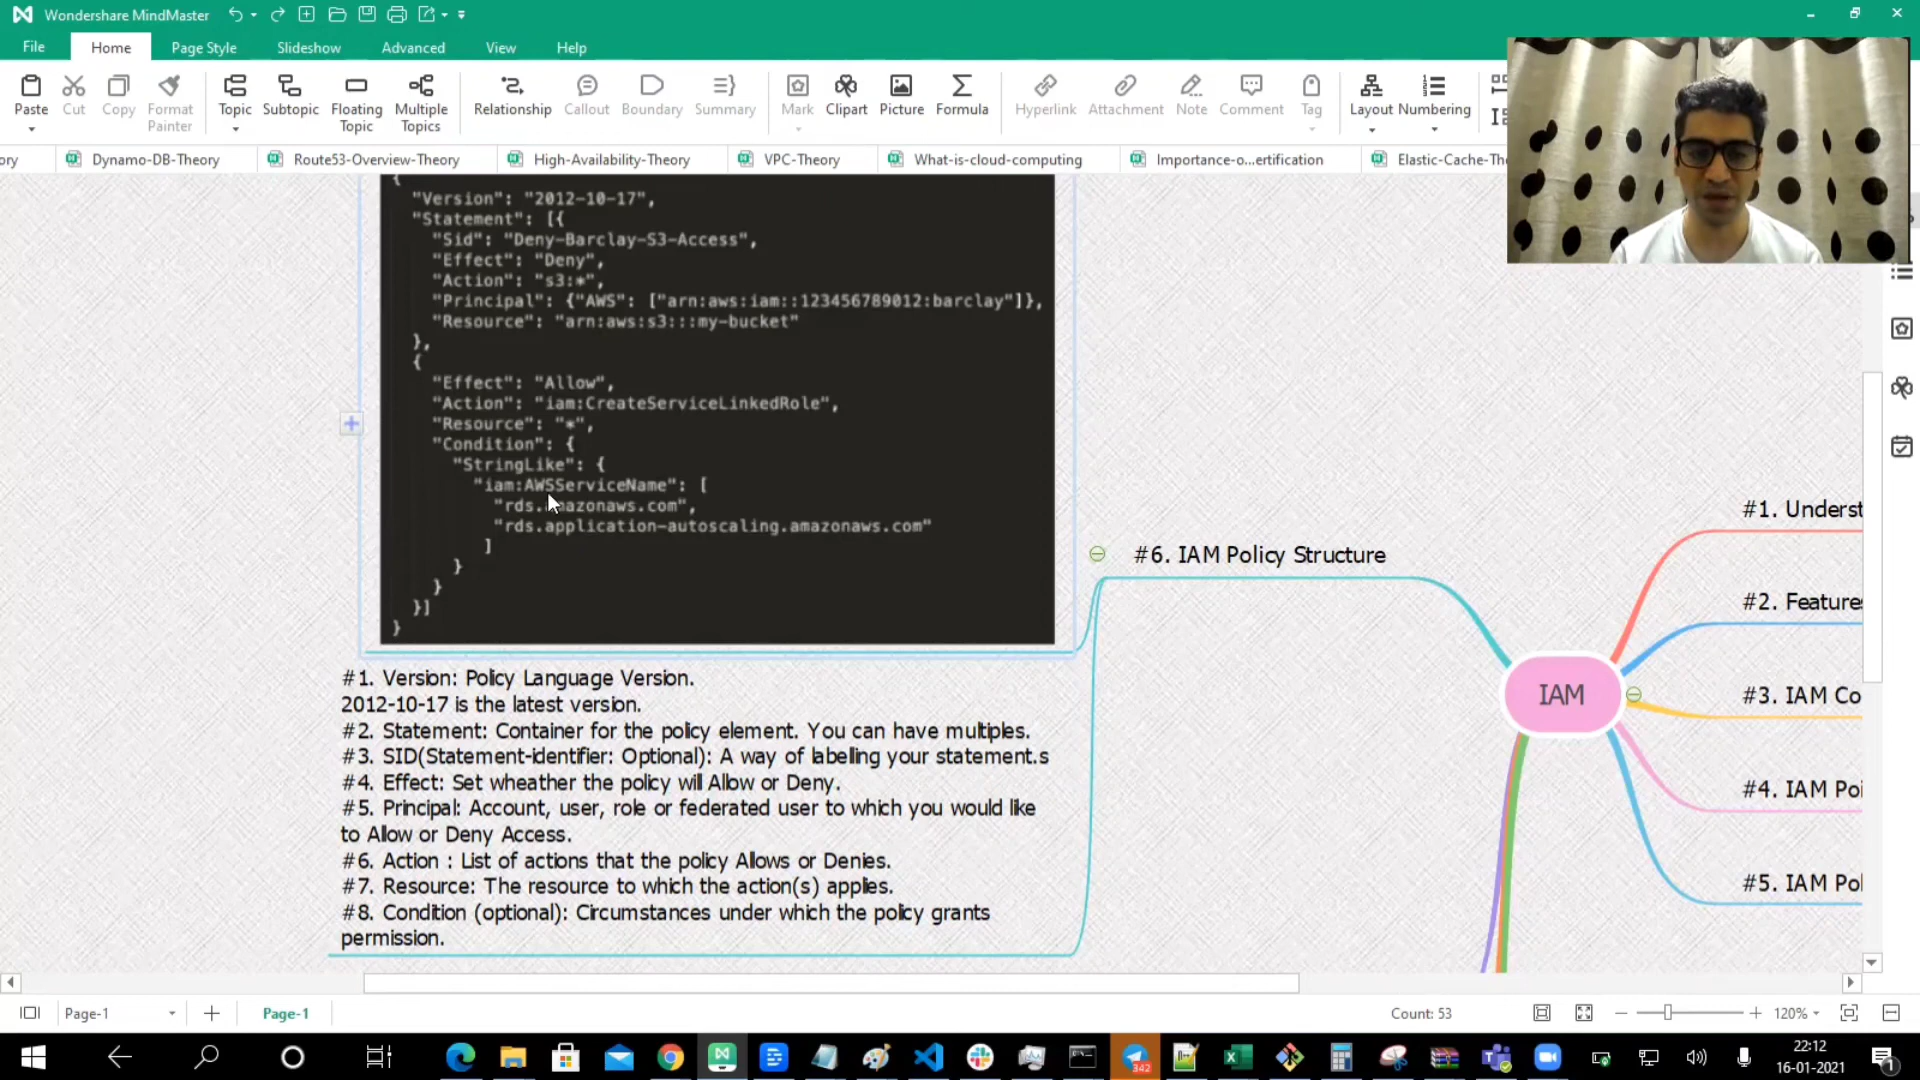 Wondershare MindMaster
File
Home
Page Style
Slideshow
Advanced
View
Help
Paste
Cut
Copy
Format Painter
Topic
Subtopic
Floating Topic
Multiple Topics
Relationship
Callout
Boundary
Summary
Mark
Clipart
Picture
Formula
Hyperlink
Attachment
Note
Comment
Tag
Layout
Numbering
ory
Dynamo-DB-Theory
Route53-Overview-Theory
High-Availability-Theory
VPC-Theory
What-is-cloud-computing
Importance-o...ertification
Elastic-Cache-The
{
"Version": "2012-10-17",
"Statement": [{
"Sid": "Deny-Barclay-S3-Access",
"Effect": "Deny",
"Action": "s3:*",
"Principal": {"AWS": ["arn:aws:iam::123456789012:barclay"]},
"Resource": "arn:aws:s3:::my-bucket"
},
{
"Effect": "Allow",
"Action": "iam:CreateServiceLinkedRole",
"Resource": "*",
"Condition": {
"StringLike": {
"iam:AWSServiceName": [
"rds.amazonaws.com",
"rds.application-autoscaling.amazonaws.com"
]
}
}
}]
}
#1. Version: Policy Language Version.
2012-10-17 is the latest version.
#2. Statement: Container for the policy element. You can have multiples.
#3. SID(Statement-identifier: Optional): A way of labelling your statement.s
#4. Effect: Set wheather the policy will Allow or Deny.
#5. Principal: Account, user, role or federated user to which you would like
to Allow or Deny Access.
#6. Action : List of actions that the policy Allows or Denies.
#7. Resource: The resource to which the action(s) applies.
#8. Condition (optional): Circumstances under which the policy grants
permission.
#6. IAM Policy Structure
IAM
#1. Underst
#2. Feature
#3. IAM Co
#4. IAM Poi
#5. IAM Pol
Page-1
Page-1
Count: 53
120%
342
22:12
16-01-2021
1